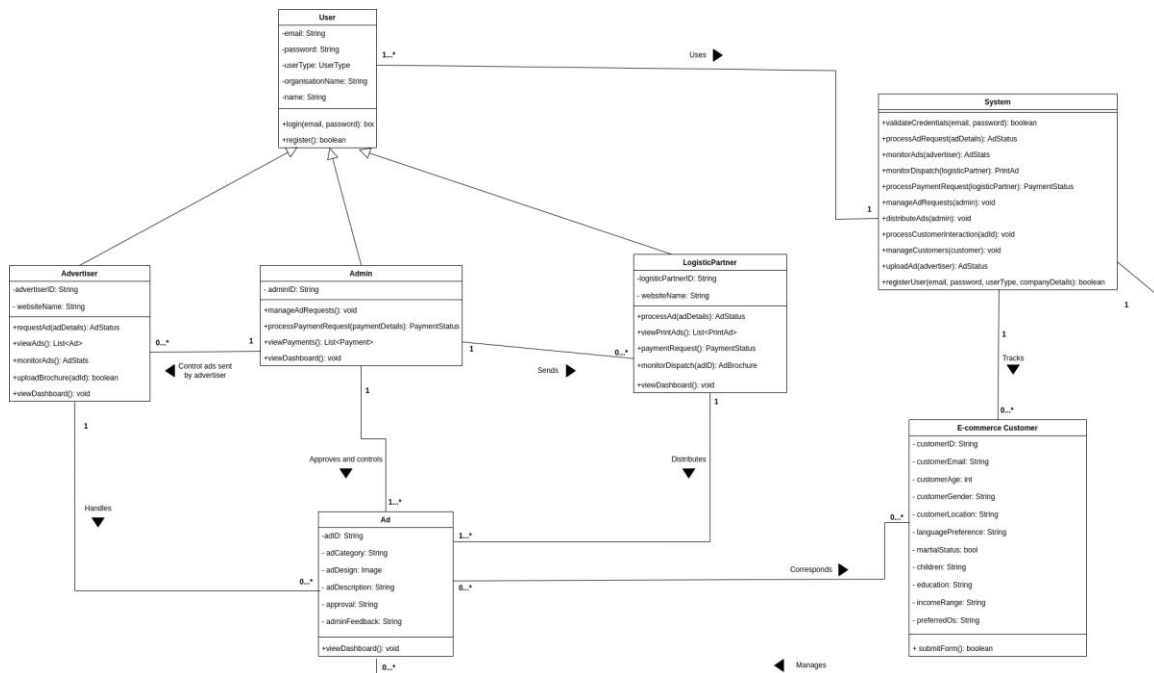 User
-email: String
-password: String
-userType: UserType
-organisationName: String
-name: String
+login(email, password): boo
+register(): boolean
1...*
Uses
System
+validateCredentials(email, password): boolean
+processAdRequest(adDetails): AdStatus
+monitorAds(advertiser): AdStats
+monitorDispatch(logisticPartner): PrintAd
+processPaymentRequest(logisticPartner): PaymentStatus
+manageAdRequests(admin): void
+distributeAds(admin): void
+processCustomerInteraction(adId): void
+manageCustomers(customer): void
+uploadAd(advertiser): AdStatus
+registerUser(email, password, userType, companyDetails): boolean
1
1
1
Tracks
0...*
Advertiser
-advertiserID: String
- websiteName: String
+requestAd(adDetails): AdStatus
+viewAds(): List<Ad>
+monitorAds(): AdStats
+uploadBrochure(adId): boolean
+viewDashboard(): void
0...*
1
Control ads sent
by advertiser
Admin
- adminID: String
+manageAdRequests(): void
+processPaymentRequest(paymentDetails): PaymentStatus
+viewPayments(): List<Payment>
+viewDashboard(): void
1
0...*
Sends
LogisticPartner
-logisticPartnerID: String
- websiteName: String
+processAd(adDetails): AdStatus
+viewPrintAds(): List<PrintAd>
+paymentRequest(): PaymentStatus
+monitorDispatch(adID): AdBrochure
+viewDashboard(): void
1
Handles
0...*
1
Approves and controls
1...*
1
Distributes
1...*
Ad
-adID: String
- adCategory: String
- adDesign: Image
- adDescription: String
- approval: String
- adminFeedback: String
+viewDashboard(): void
0...*
Corresponds
0...*
E-commerce Customer
- customerID: String
- customerEmail: String
- customerAge: int
- customerGender: String
- customerLocation: String
- languagePreference: String
- martialStatus: bool
- children: String
- education: String
- incomeRange: String
- preferredOs: String
+ submitForm(): boolean
0...*
Manages